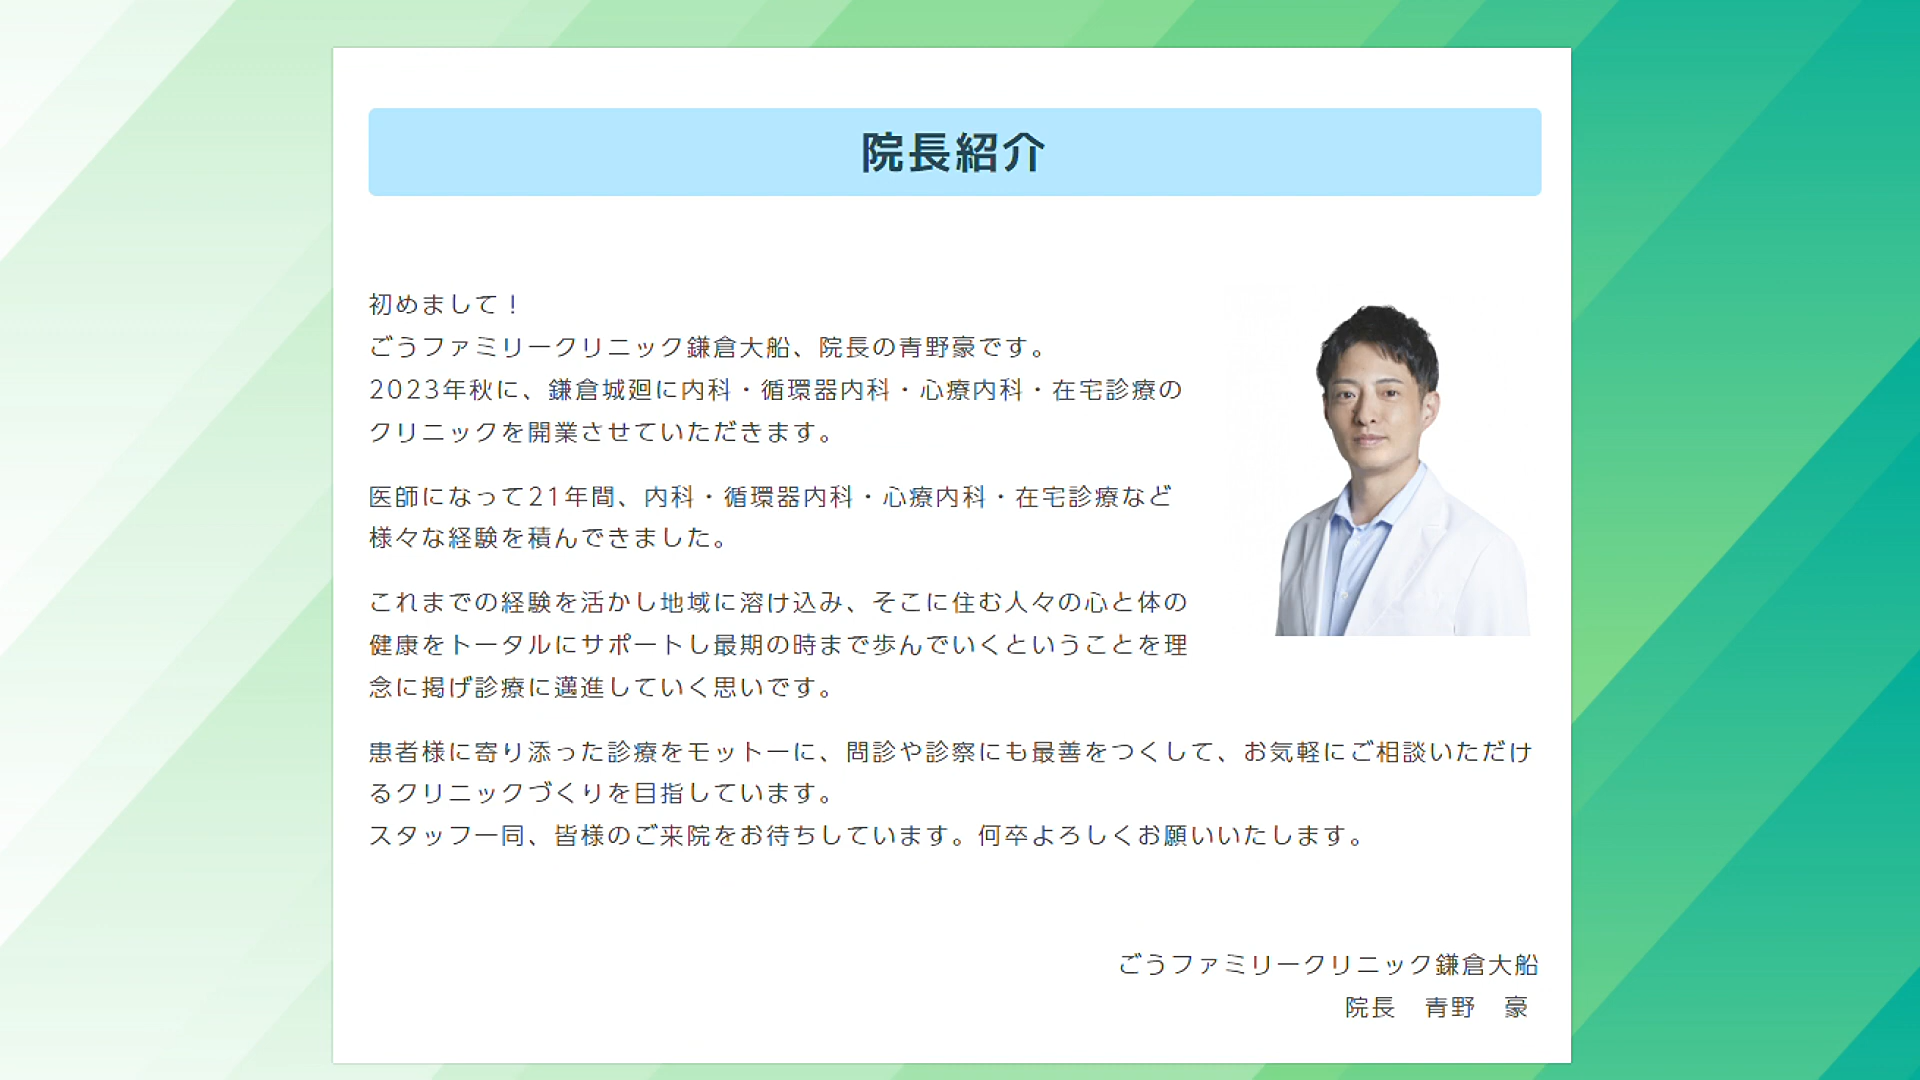 院長紹介
初めまして！
ごうファミリークリニック鎌倉大船、院長の青野豪です。
2023年秋に、鎌倉城廻に内科・循環器内科・心療内科・在宅診療の
クリニックを開業させていただきます。
医師になって21年間、内科・循環器内科・心療内科・在宅診療など
様々な経験を積んできました。
これまでの経験を活かし地域に溶け込み、そこに住む人々の心と体の
健康をトータルにサポートし最期の時まで歩んでいくということを理
念に掲げ診療に邁進していく思いです。
患者様に寄り添った診療をモットーに、問診や診察にも最善をつくして、お気軽にご相談いただけ
るクリニックづくりを目指しています。
スタッフ一同、皆様のご来院をお待ちしています。何卒よろしくお願いいたします。
ごうファミリークリニック鎌倉大船
院長　青野　豪